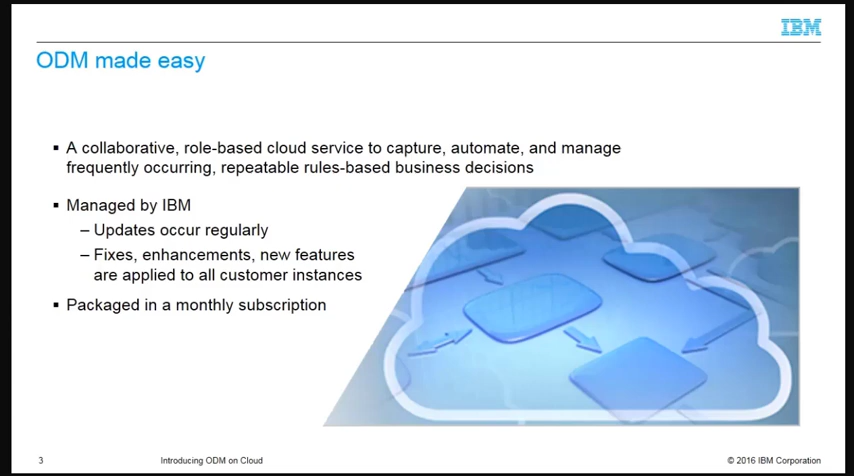 IBM
ODM made easy
▪ A collaborative, role-based cloud service to capture, automate, and manage
frequently occurring, repeatable rules-based business decisions
▪ Managed by IBM
– Updates occur regularly
– Fixes, enhancements, new features
are applied to all customer instances
▪ Packaged in a monthly subscription
3 Introducing ODM on Cloud © 2016 IBM Corporation